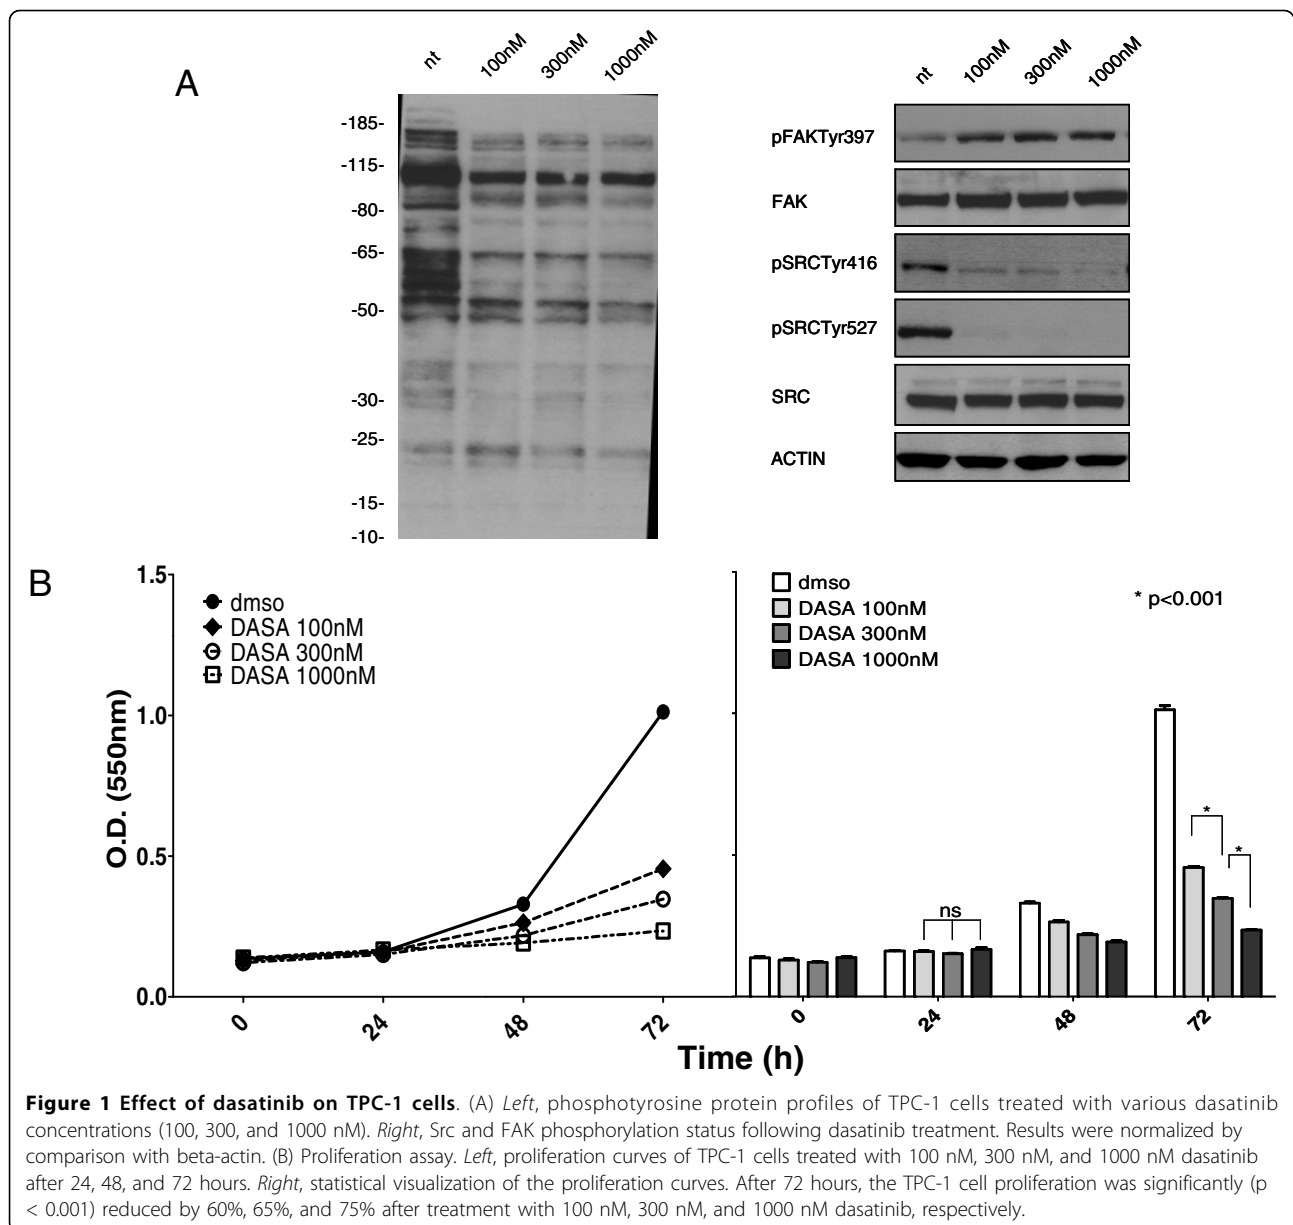 A
nt 100nM 300nM 1000nM
-185-
-115-
-80-
-65-
-50-
-30-
-25-
-15-
-10-
nt 100nM 300nM 1000nM
pFAKTyr397
FAK
pSRCTyr416
pSRCTyr527
SRC
ACTIN
B
O.D. (550nm)
1.5
1.0
0.5
0.0
dmso
DASA 100nM
DASA 300nM
DASA 1000nM
0 24 48 72
dmso
DASA 100nM
DASA 300nM
DASA 1000nM
* p<0.001
ns
*
*
0 24 48 72
Time (h)
Figure 1 Effect of dasatinib on TPC-1 cells. (A) Left, phosphotyrosine protein profiles of TPC-1 cells treated with various dasatinib
concentrations (100, 300, and 1000 nM). Right, Src and FAK phosphorylation status following dasatinib treatment. Results were normalized by
comparison with beta-actin. (B) Proliferation assay. Left, proliferation curves of TPC-1 cells treated with 100 nM, 300 nM, and 1000 nM dasatinib
after 24, 48, and 72 hours. Right, statistical visualization of the proliferation curves. After 72 hours, the TPC-1 cell proliferation was significantly (p
< 0.001) reduced by 60%, 65%, and 75% after treatment with 100 nM, 300 nM, and 1000 nM dasatinib, respectively.